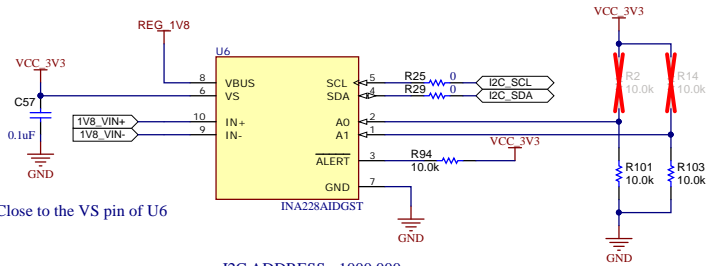 REG_1V8
VCC_3V3
U6
VCC_3V3
C57
0.1uF
GND
8 VBUS
6 VS
1V8_VIN+ 10 IN+
1V8_VIN- 9 IN-
SCL 5 R25 0 I2C_SCL
SDA 4 R29 0 I2C_SDA
A0 2
A1 1
ALERT 3 R94 10.0k VCC_3V3
GND 7
INA228AIDGST
GND
R2 10.0k
R14 10.0k
R101 10.0k
R103 10.0k
GND
Close to the VS pin of U6